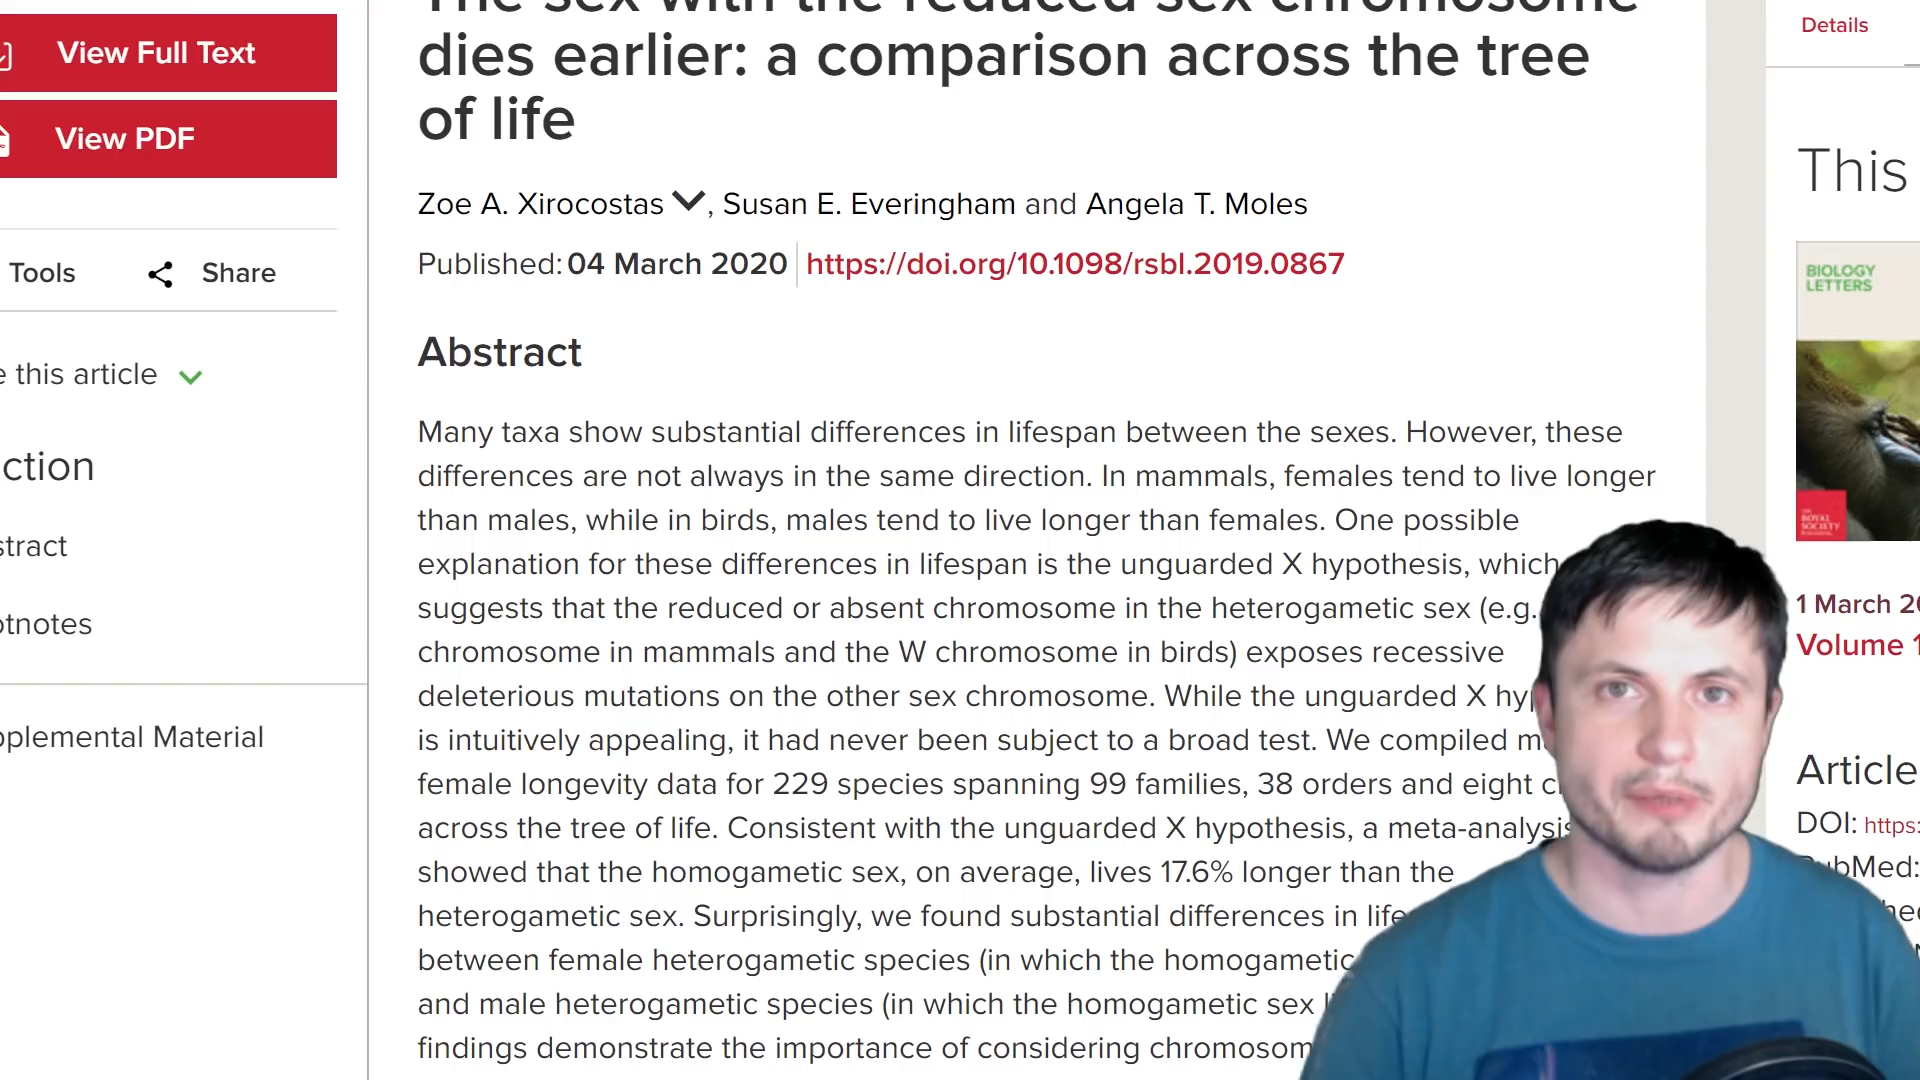 The sex with the reduced sex chromosome
dies earlier: a comparison across the tree
of life
View Full Text
View PDF
Tools
Share
this article
Zoe A. Xirocostas, Susan E. Everingham and Angela T. Moles
Published: 04 March 2020 https://doi.org/10.1098/rsbl.2019.0867
Abstract
Many taxa show substantial differences in lifespan between the sexes. However, these
differences are not always in the same direction. In mammals, females tend to live longer
than males, while in birds, males tend to live longer than females. One possible
explanation for these differences in lifespan is the unguarded X hypothesis, which
suggests that the reduced or absent chromosome in the heterogametic sex (e.g.
chromosome in mammals and the W chromosome in birds) exposes recessive
deleterious mutations on the other sex chromosome. While the unguarded X
is intuitively appealing, it had never been subject to a broad test. We compiled
female longevity data for 229 species spanning 99 families, 38 orders and eight
across the tree of life. Consistent with the unguarded X hypothesis, a meta-analysis
showed that the homogametic sex, on average, lives 17.6% longer than the
heterogametic sex. Surprisingly, we found substantial differences in
between female heterogametic species (in which the homogametic
and male heterogametic species (in which the homogametic sex
findings demonstrate the importance of considering
Material
Details
This
BIOLOGY
LETTERS
THE
ROYAL
SOCIETY
1 March
Volume
Article
DOI: https: